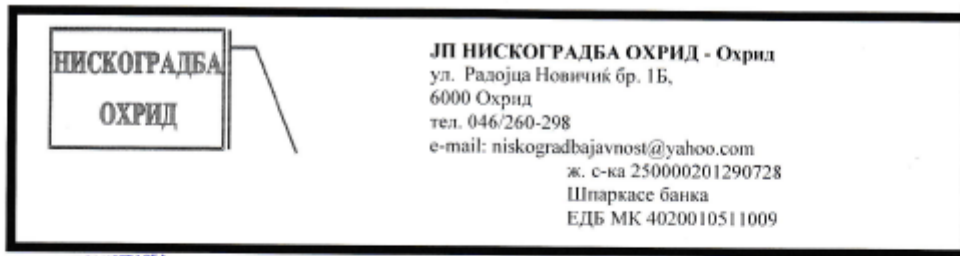 НИСКОГРАДБА
ОХРИД
ЈП НИСКОГРАДБА ОХРИД - Охрид
ул. Радојца Новичиќ бр. 1Б,
6000 Охрид
тел. 046/260-298
e-mail: niskogradbajavnost@yahoo.com
ж. с-ка 250000201290728
Шпаркасе банка
ЕДБ МК 4020010511009